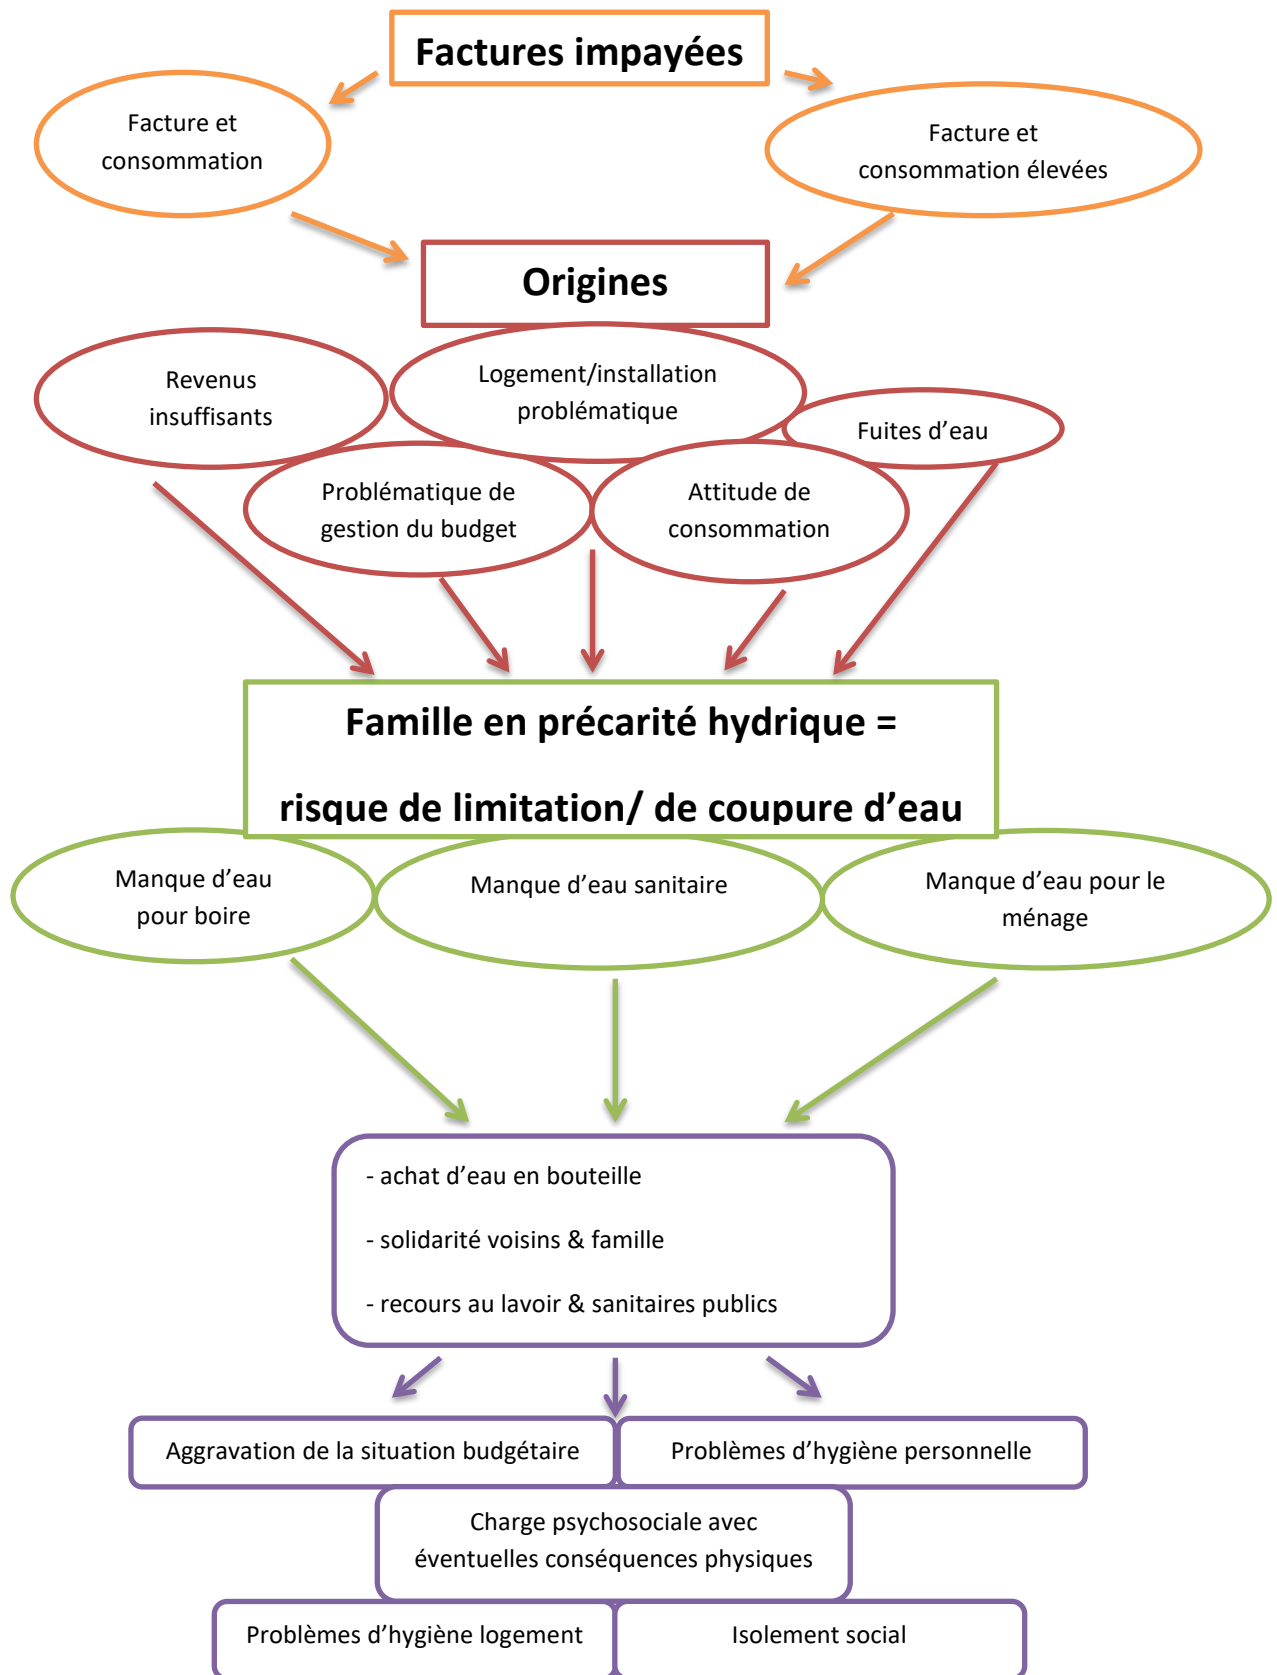 Factures impayées
Facture et
consommation
Facture et
consommation élevées
Origines
Revenus
insuffisants
Logement/installation
problématique
Fuites d’eau
Problématique de
gestion du budget
Attitude de
consommation
Famille en précarité hydrique =
risque de limitation/ de coupure d’eau
Manque d’eau
pour boire
Manque d’eau sanitaire
Manque d’eau pour le
ménage
- achat d’eau en bouteille
- solidarité voisins & famille
- recours au lavoir & sanitaires publics
Aggravation de la situation budgétaire
Problèmes d’hygiène personnelle
Charge psychosociale avec
éventuelles conséquences physiques
Problèmes d’hygiène logement
Isolement social